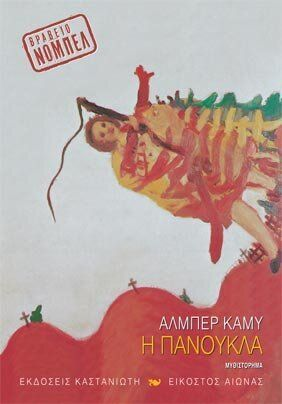 ΒΡΑΒΕΙΟ
ΝΟΜΠΕΛ
ΑΛΜΠΕΡ ΚΑΜΥ
Η ΠΑΝΟΥΚΛΑ
ΜΥΘΙΣΤΟΡΗΜΑ
ΕΚΔΟΣΕΙΣ ΚΑΣΤΑΝΙΩΤΗ ΕΙΚΟΣΤΟΣ ΑΙΩΝΑΣ